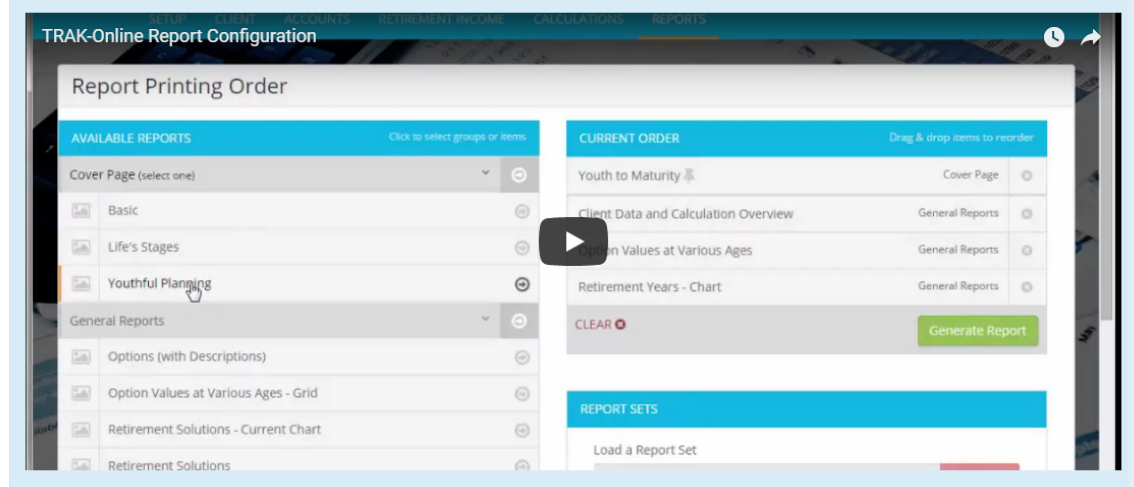 SETUP CLIENT ACCOUNTS RETIREMENT INCOME CALCULATIONS REPORTS
TRAK-Online Report Configuration
Report Printing Order
AVAILABLE REPORTS Click to select groups or items
Cover Page (select one)
Basic
Life's Stages
Youthful Planning
General Reports
Options (with Descriptions)
Option Values at Various Ages - Grid
Retirement Solutions - Current Chart
Retirement Solutions
CURRENT ORDER Drag & drop items to reorder
Youth to Maturity Cover Page
Client Data and Calculation Overview General Reports
Option Values at Various Ages General Reports
Retirement Years - Chart General Reports
CLEAR Generate Report
REPORT SETS
Load a Report Set